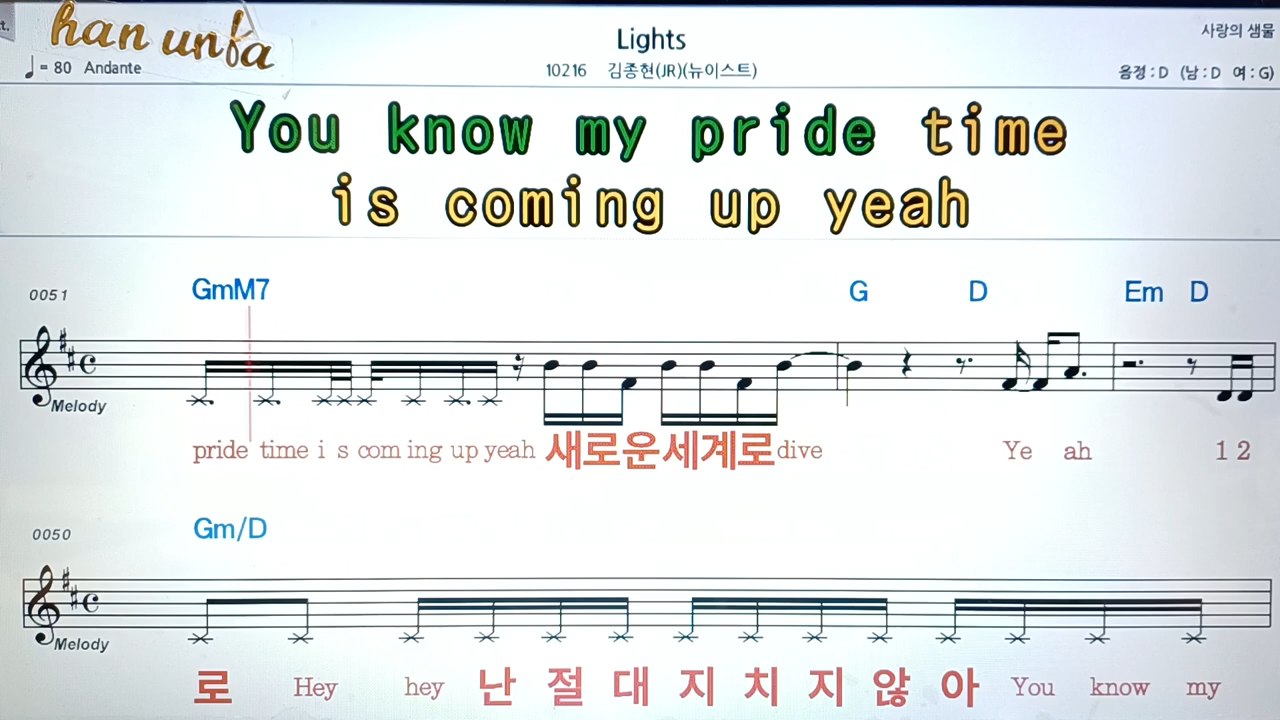 han unfa
t.
Lights
사랑의 샘물
♩= 80 Andante
10216 김종현(JR)(뉴이스트)
음정 : D (남 : D 여 : G)
You know my pride time
is coming up yeah
0051
GmM7 G D Em D
Melody
pride time i s com ing up yeah 새로운세계로 dive Ye ah 1 2
0050
Gm/D
Melody
로 Hey hey 난 절 대 지 치 지 않 아 You know my